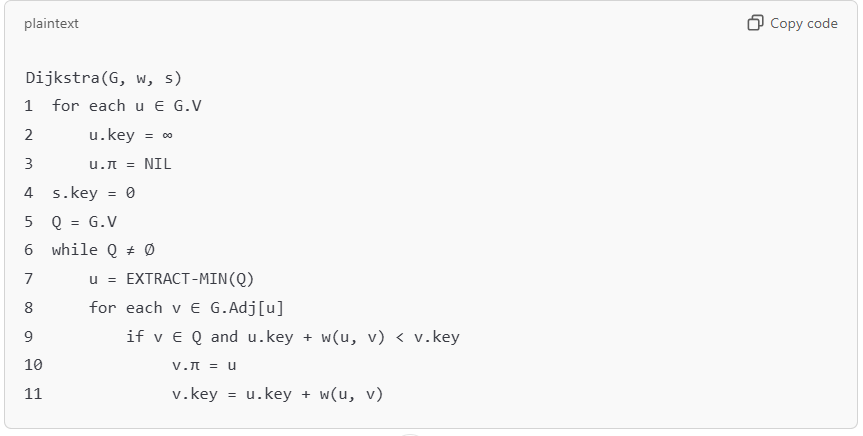 plaintext
Copy code
Dijkstra(G, w, s)
1 for each u ∈ G.V
2 u.key = ∞
3 u.π = NIL
4 s.key = 0
5 Q = G.V
6 while Q ≠ Ø
7 u = EXTRACT-MIN(Q)
8 for each v ∈ G.Adj[u]
9 if v ∈ Q and u.key + w(u, v) < v.key
10 v.π = u
11 v.key = u.key + w(u, v)